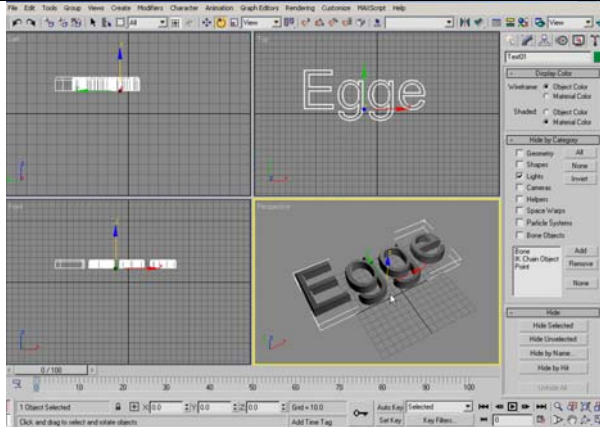 File Edit Tools Group Views Create Modifiers Character Animation Graph Editors Rendering Customize MAXScript Help
All View View
Text01
Display Color
Wireframe: Object Color
Material Color
Shaded: Object Color
Material Color
Hide by Category
Geometry All
Shapes None
Lights Invert
Cameras
Helpers
Space Warps
Particle Systems
Bone Objects
Bone Add
IK Chain Object Remove
Point
None
Hide
Hide Selected
Hide Unselected
Hide by Name...
Hide by Hit
Unhide All
Egge
Perspective
Egge
0 / 100
10 20 30 40 50 60 70 80 90 100
1 Object Selected X: 0.0 Y: 0.0 Z: 0.0 Grid = 10.0 Auto Key Selected
Click and drag to select and rotate objects Add Time Tag Set Key Key Filters... 0